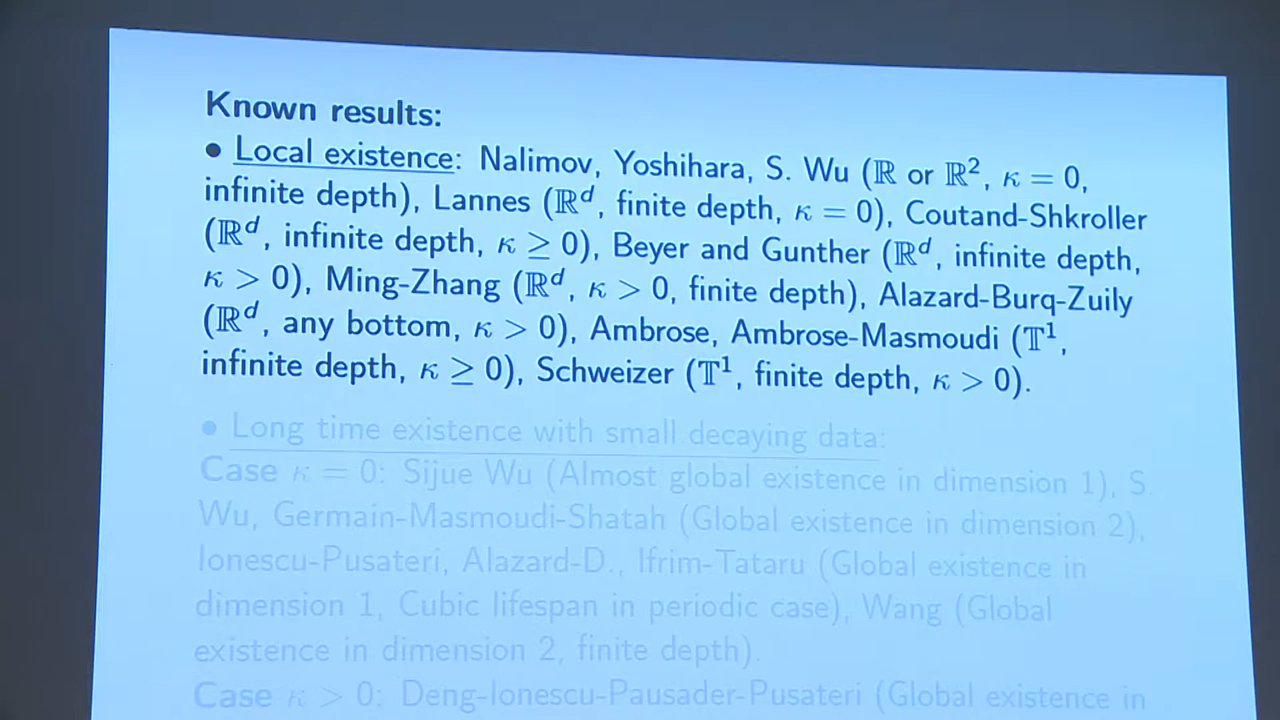 Known results:
• Local existence: Nalimov, Yoshihara, S. Wu (ℝ or ℝ², κ = 0,
infinite depth), Lannes (ℝᵈ, finite depth, κ = 0), Coutand-Shkroller
(ℝᵈ, infinite depth, κ ≥ 0), Beyer and Gunther (ℝᵈ, infinite depth,
κ > 0), Ming-Zhang (ℝᵈ, κ > 0, finite depth), Alazard-Burq-Zuily
(ℝᵈ, any bottom, κ > 0), Ambrose, Ambrose-Masmoudi (𝕋¹,
infinite depth, κ ≥ 0), Schweizer (𝕋¹, finite depth, κ > 0).
• Long time existence with small decaying data:
Case κ = 0: Sijue Wu (Almost global existence in dimension 1), S.
Wu, Germain-Masmoudi-Shatah (Global existence in dimension 2),
Ionescu-Pusateri, Alazard-D., Ifrim-Tataru (Global existence in
dimension 1, Cubic lifespan in periodic case), Wang (Global
existence in dimension 2, finite depth).
Case κ > 0: Deng-Ionescu-Pausader-Pusateri (Global existence in